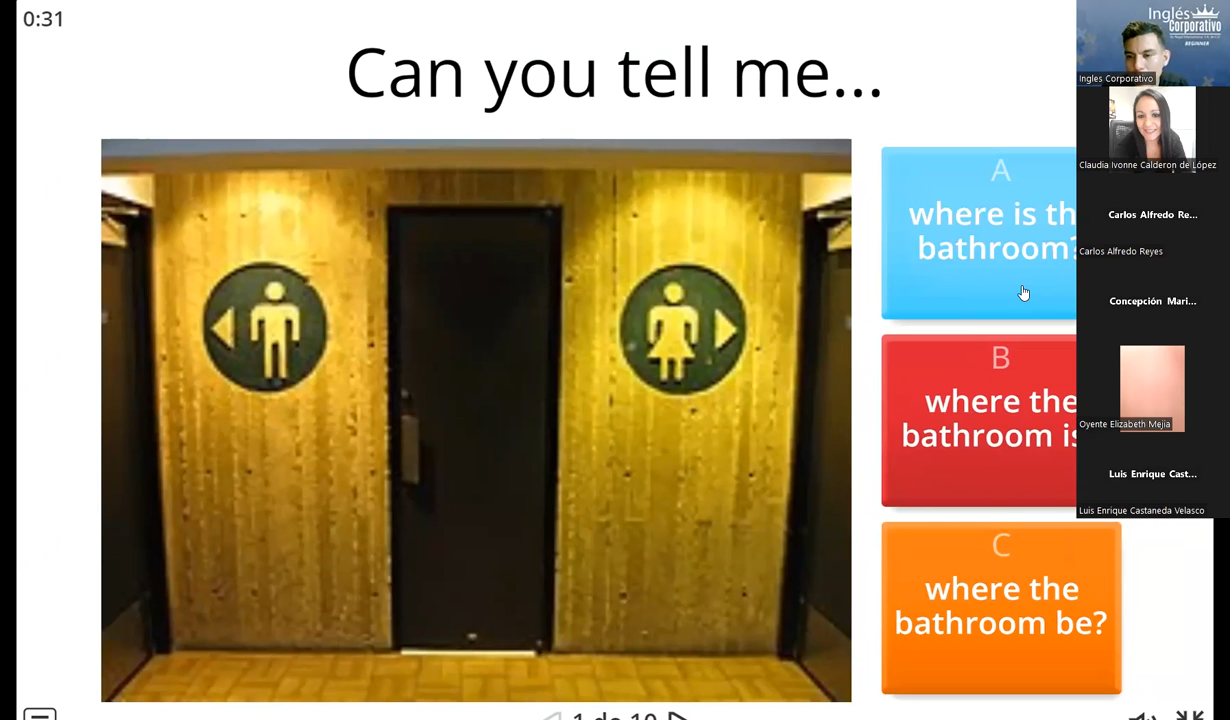 0:31
Can you tell me...
A
where is th
bathroom?
B
where the
bathroom is
C
where the
bathroom be?
1 de 10
Inglés
Corporativo
BEGINNER
Ingles Corporativo
Claudia Ivonne Calderon de López
Carlos Alfredo Re...
Carlos Alfredo Reyes
Concepción Mari...
Oyente Elizabeth Mejia
Luis Enrique Cast...
Luis Enrique Castaneda Velasco